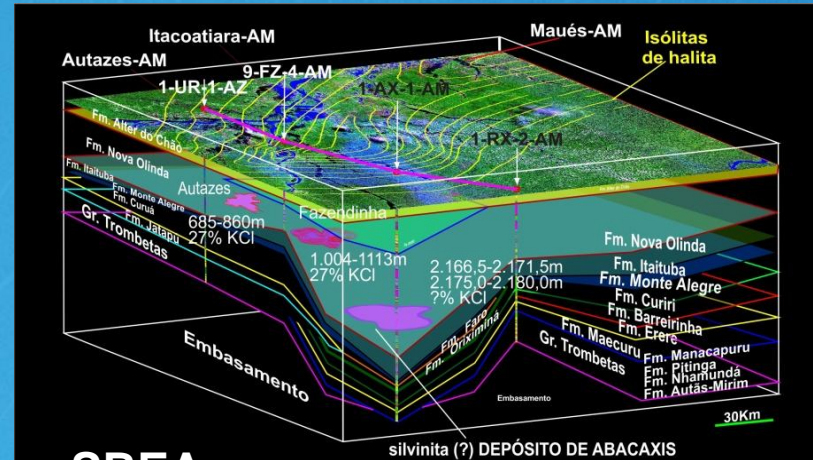 Itacoatiara-AM
Maués-AM
Isólitas
de halita
Autazes-AM
9-FZ-4-AM
1-UR-1-AZ
1-AX-1-AM
1-RX-2-AM
Fm. Alter do Chão
Fm. Nova Olinda
Fm. Itaituba
Fm. Monte Alegre
Fm. Curuá
Fm. Jatapu
Gr. Trombetas
Autazes
685-860m
27% KCl
Fazendinha
1.004-1113m
27% KCl
2.166,5-2.171,5m
2.175,0-2.180,0m
?% KCl
Fm. Nova Olinda
Fm. Itaituba
Fm. Monte Alegre
Fm. Curiri
Fm. Barreirinha
Fm. Erere
Fm. Faro
Fm. Oriximiná
Fm. Maecuru
Gr. Trombetas
Fm. Manacapuru
Fm. Pitinga
Fm. Nhamundá
Fm. Autás-Mirim
Embasamento
Embasamento
30Km
silvinita (?) DEPÓSITO DE ABACAXIS